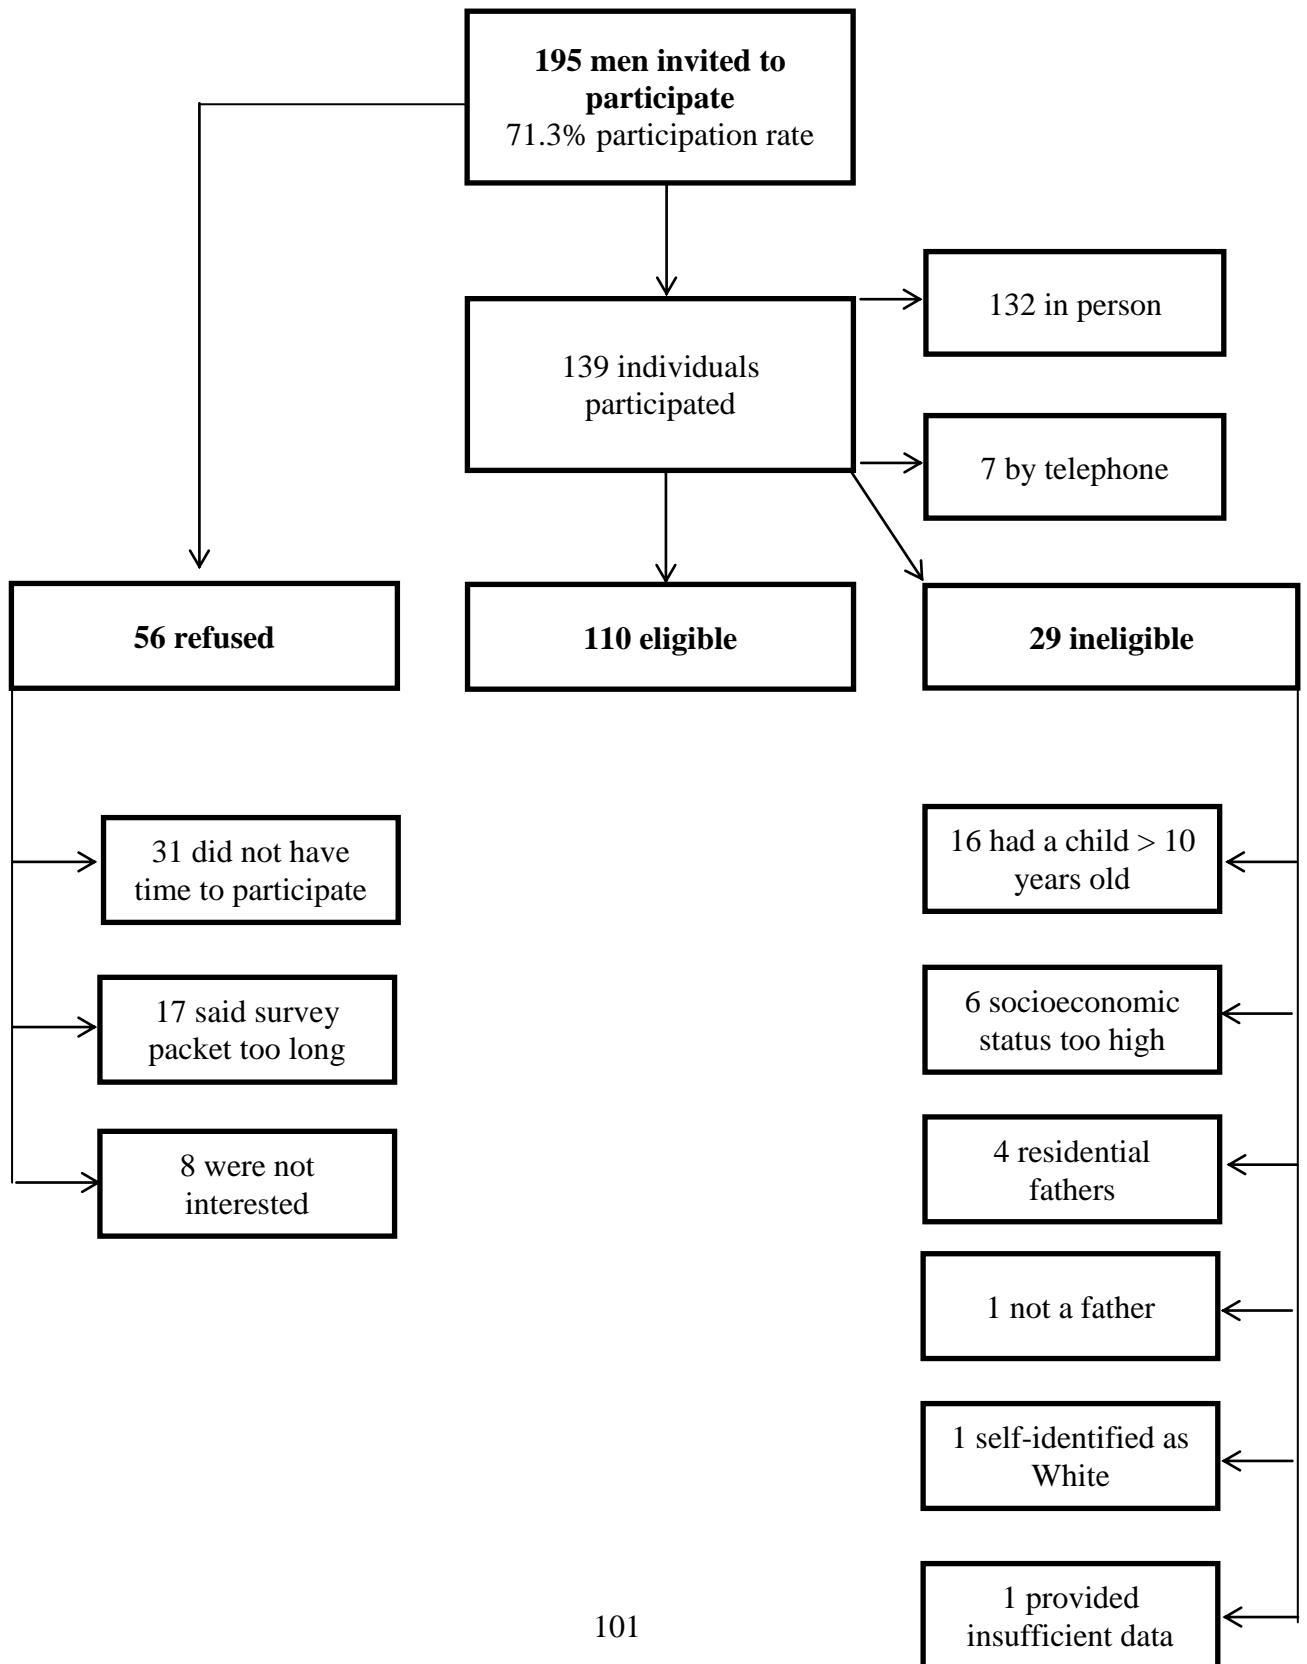 195 men invited to
participate
71.3% participation rate
132 in person
139 individuals
participated
7 by telephone
56 refused
110 eligible
29 ineligible
31 did not have
time to participate
17 said survey
packet too long
8 were not
interested
16 had a child > 10
years old
6 socioeconomic
status too high
4 residential
fathers
1 not a father
1 self-identified as
White
1 provided
insufficient data
101